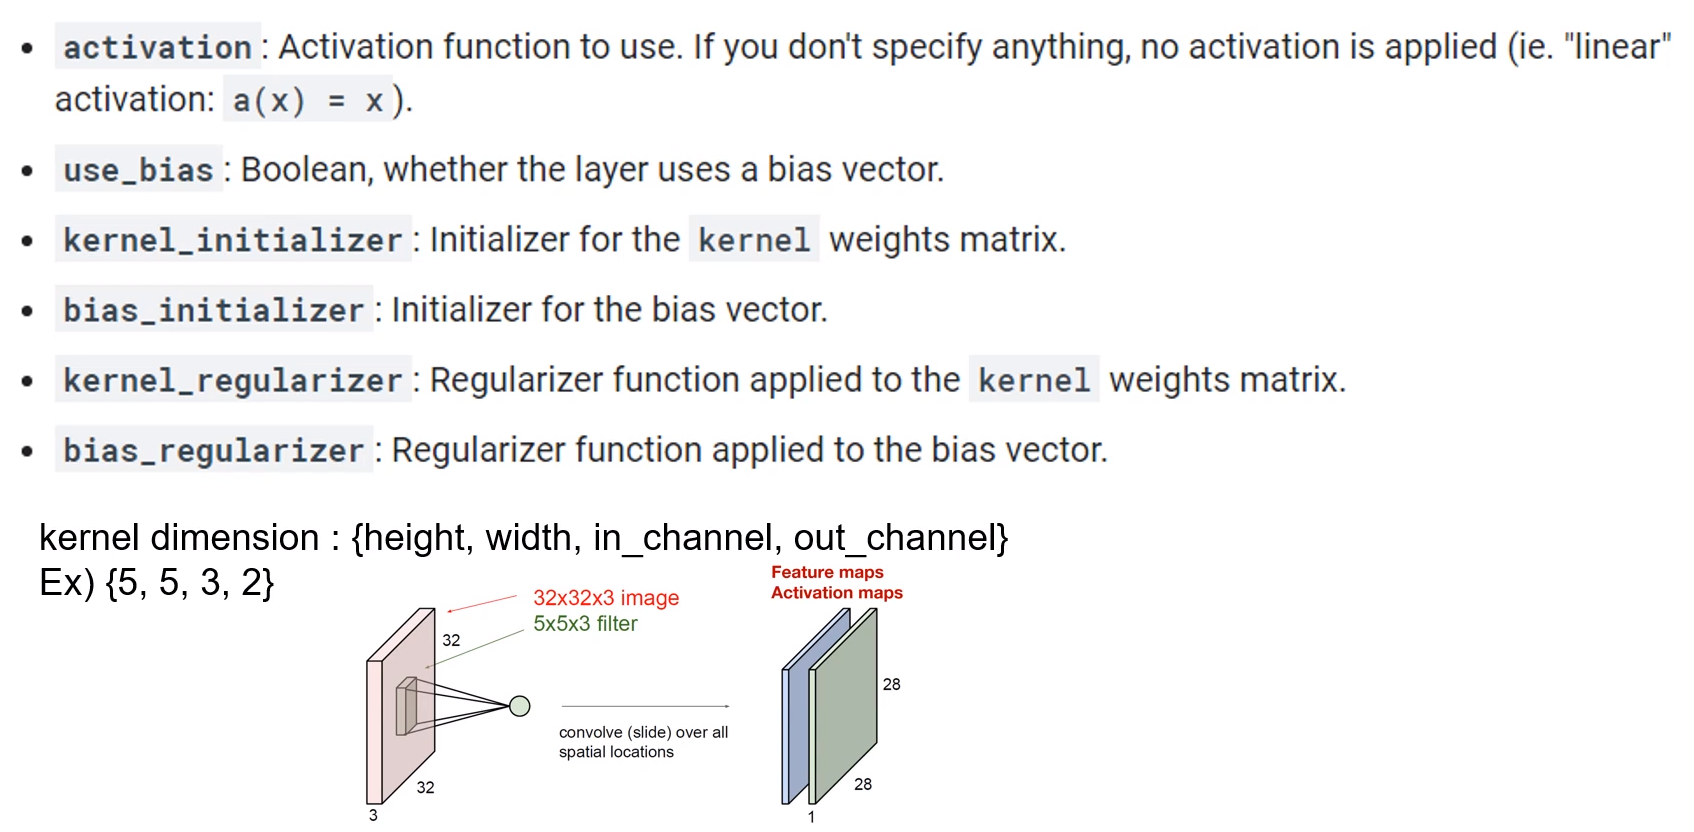 • activation : Activation function to use. If you don't specify anything, no activation is applied (ie. "linear"
activation: a(x) = x ).
• use_bias : Boolean, whether the layer uses a bias vector.
• kernel_initializer : Initializer for the kernel weights matrix.
• bias_initializer : Initializer for the bias vector.
• kernel_regularizer : Regularizer function applied to the kernel weights matrix.
• bias_regularizer : Regularizer function applied to the bias vector.
kernel dimension : {height, width, in_channel, out_channel}
Ex) {5, 5, 3, 2}
32x32x3 image
5x5x3 filter
32
32
3
convolve (slide) over all
spatial locations
Feature maps
Activation maps
28
28
1